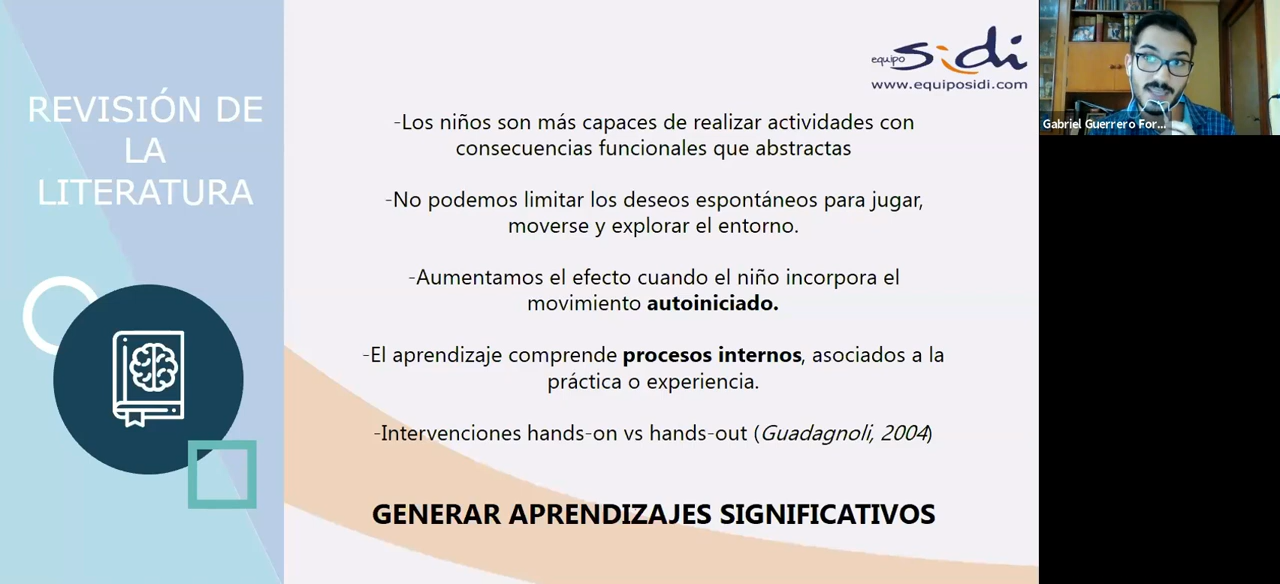 REVISIÓN DE
LA
LITERATURA
equipo sidi
www.equiposidi.com
-Los niños son más capaces de realizar actividades con
consecuencias funcionales que abstractas
-No podemos limitar los deseos espontáneos para jugar,
moverse y explorar el entorno.
-Aumentamos el efecto cuando el niño incorpora el
movimiento autoiniciado.
-El aprendizaje comprende procesos internos, asociados a la
práctica o experiencia.
-Intervenciones hands-on vs hands-out (Guadagnoli, 2004)
GENERAR APRENDIZAJES SIGNIFICATIVOS
Gabriel Guerrero For...